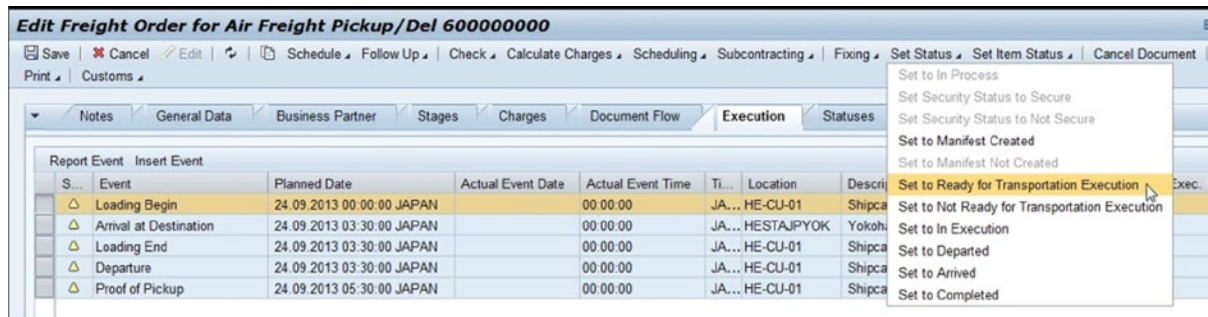 Edit Freight Order for Air Freight Pickup/Del 600000000
Save Cancel Edit Schedule Follow Up Check Calculate Charges Scheduling Subcontracting Fixing Set Status Set Item Status Cancel Document
Print Customs
Set to In Process
Set Security Status to Secure
Set Security Status to Not Secure
Set to Manifest Created
Set to Manifest Not Created
Set to Ready for Transportation Execution
Set to Not Ready for Transportation Execution
Set to In Execution
Set to Departed
Set to Arrived
Set to Completed
Notes General Data Business Partner Stages Charges Document Flow Execution Statuses
Report Event Insert Event
S... Event Planned Date Actual Event Date Actual Event Time Ti... Location Descri Exec.
Loading Begin 24.09.2013 00:00:00 JAPAN 00:00:00 JA... HE-CU-01 Shipca
Arrival at Destination 24.09.2013 03:30:00 JAPAN 00:00:00 JA... HESTAJPYOK Yokoh
Loading End 24.09.2013 03:30:00 JAPAN 00:00:00 JA... HE-CU-01 Shipca
Departure 24.09.2013 03:30:00 JAPAN 00:00:00 JA... HE-CU-01 Shipca
Proof of Pickup 24.09.2013 05:30:00 JAPAN 00:00:00 JA... HE-CU-01 Shipca